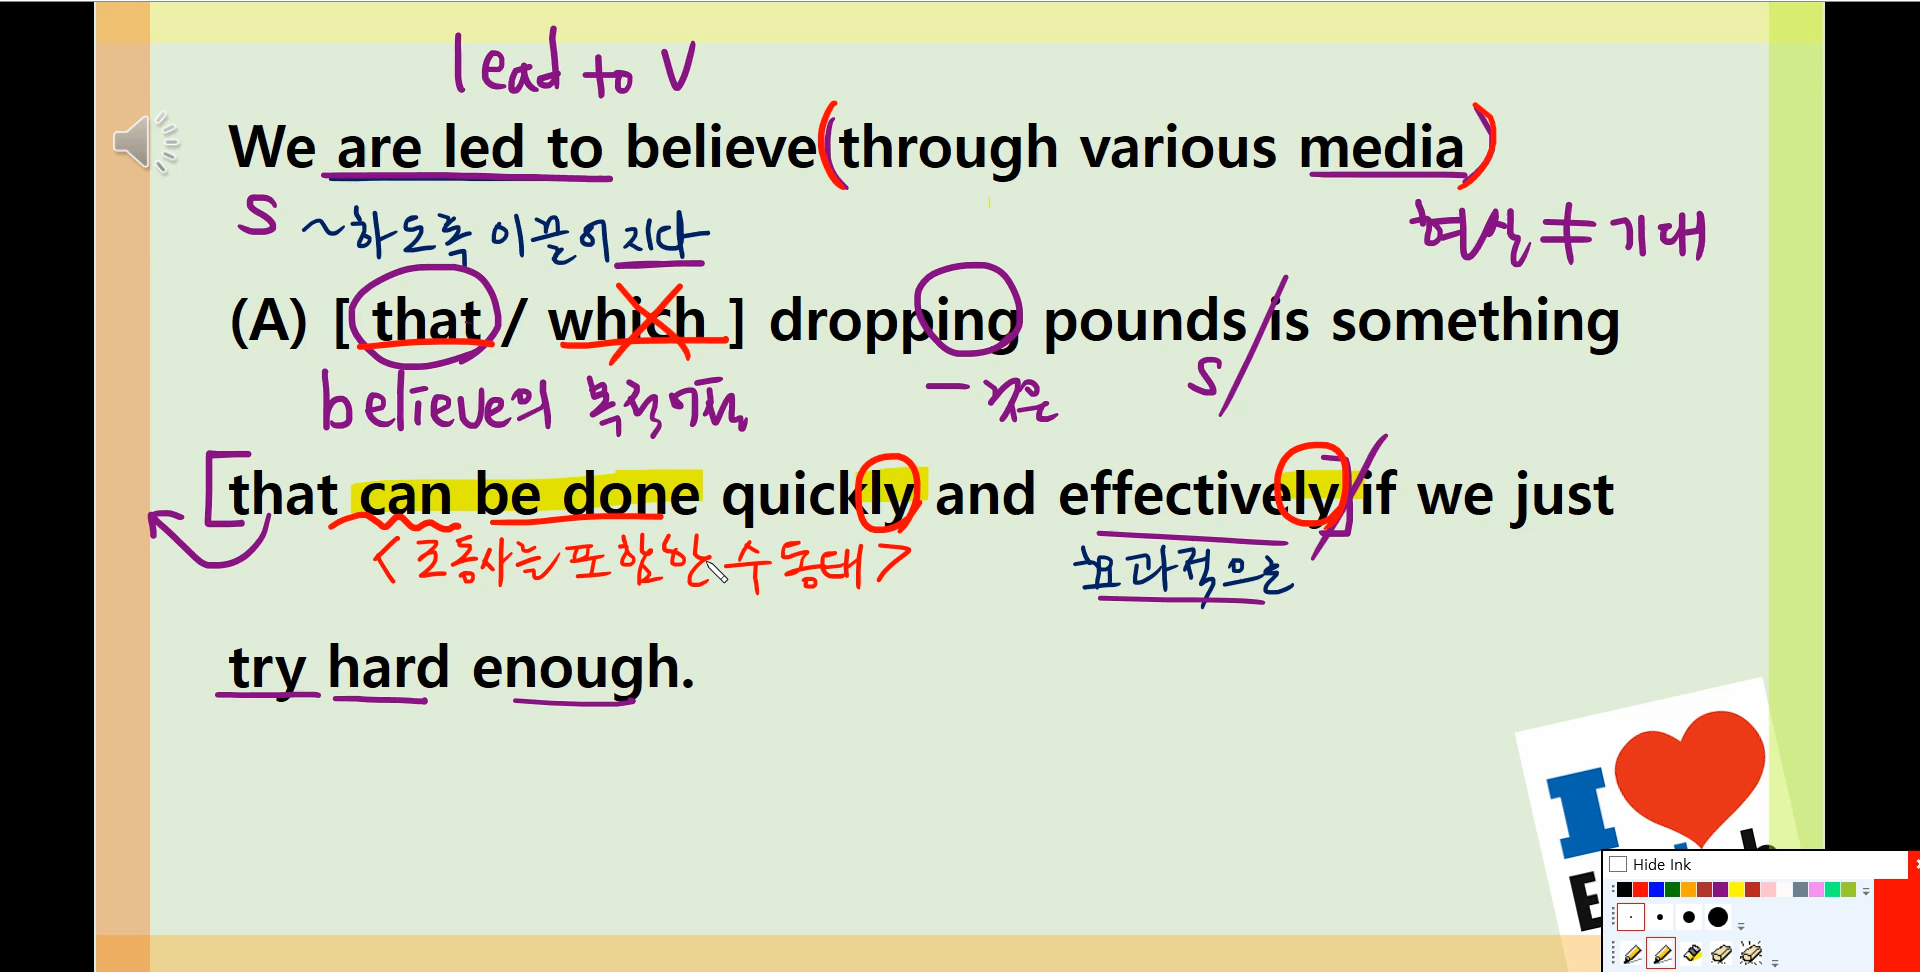 lead to V
We are led to believe(through various media)
S ~하도록 이끌어지다 현실 ≠ 기대
(A) [ that / which ] dropping pounds / is something
believe의 목적어절 - 것은 S
[that can be done quickly and effectively] / if we just
<조동사는 포함한 수동태> 효과적으로
try hard enough.
I
E
Hide Ink